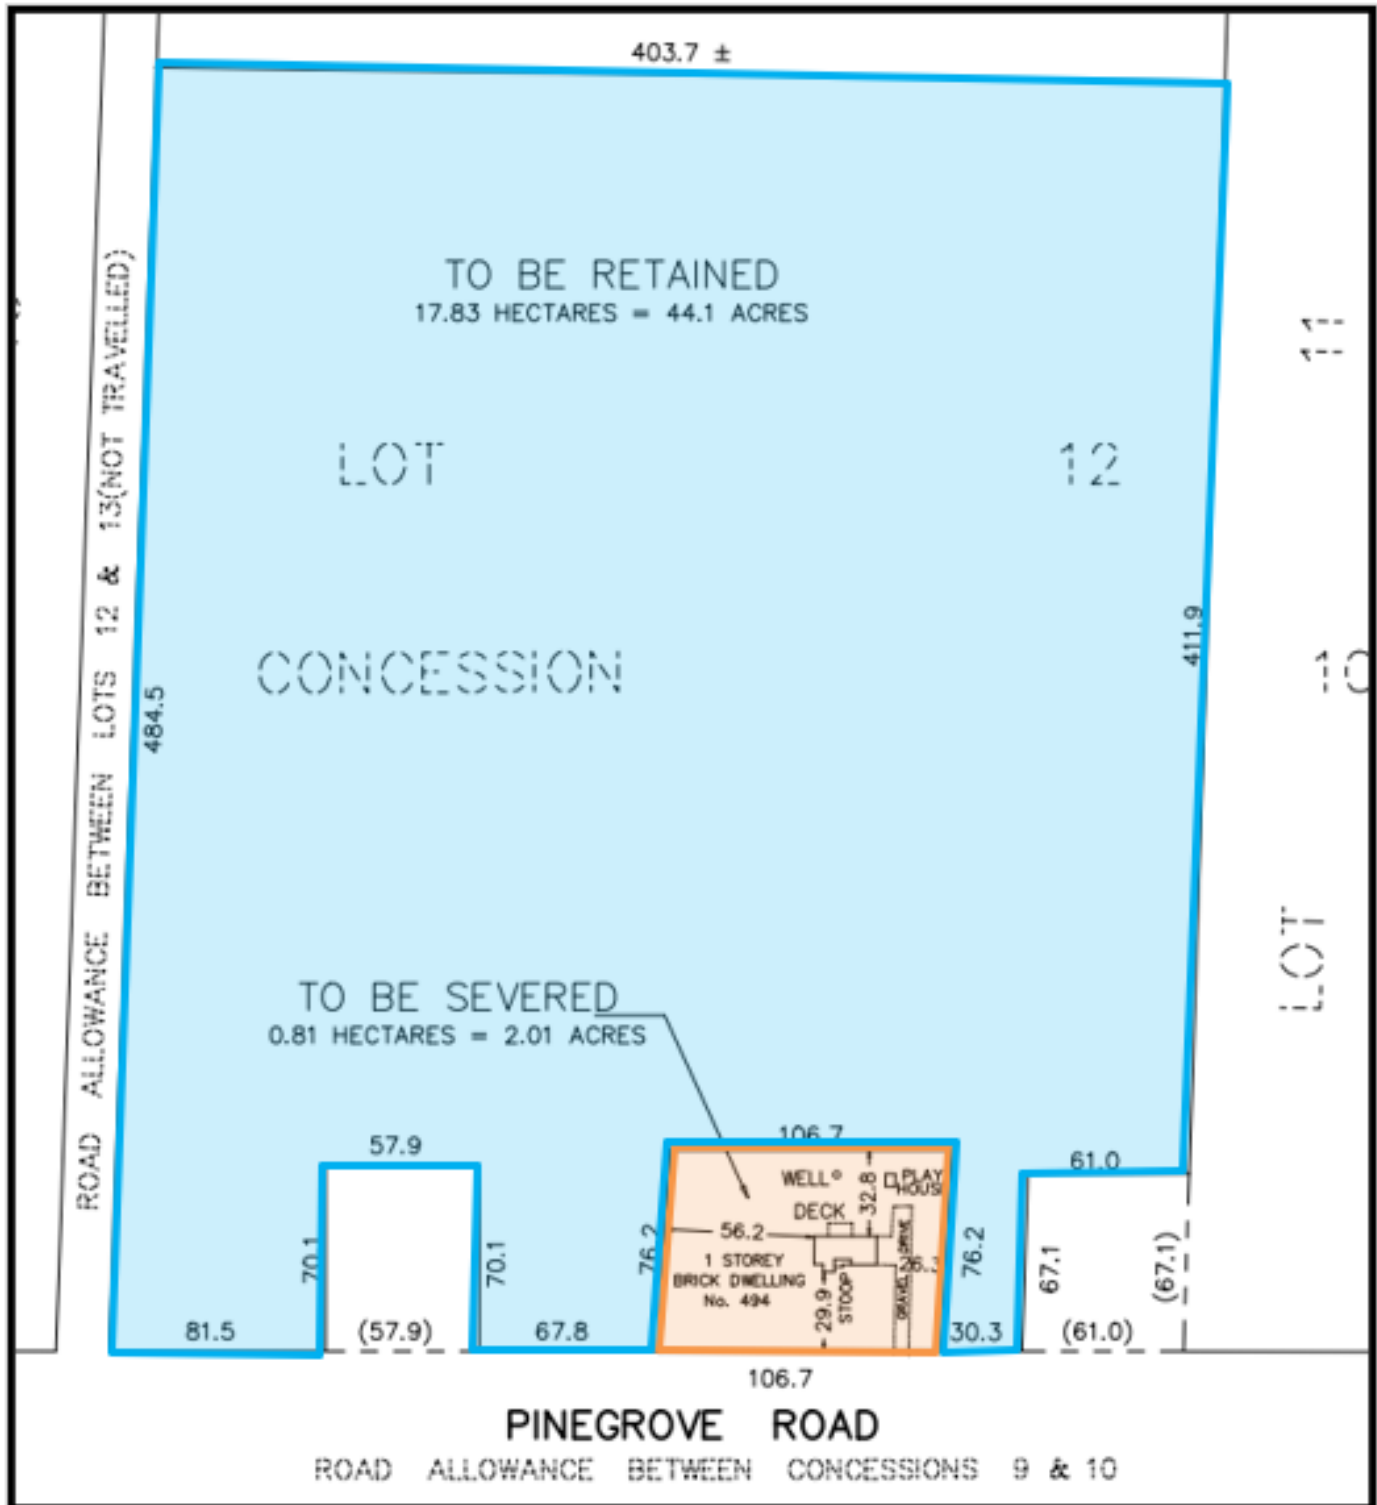 403.7 ±
TO BE RETAINED
17.83 HECTARES = 44.1 ACRES
LOT 12
11
ROAD ALLOWANCE BETWEEN LOTS 12 & 13(NOT TRAVELLED)
484.5
411.9
CONCESSION
LOT
TO BE SEVERED
0.81 HECTARES = 2.01 ACRES
57.9
106.7
61.0
WELL
PLAY
HOUS
32.8
DECK
70.1
70.1
76.2
56.2
DRIVE
76.2
67.1
(67.1)
1 STOREY
BRICK DWELLING
No. 494
29.9
STOOP
GRAVEL
81.5
(57.9)
67.8
30.3
(61.0)
106.7
PINEGROVE ROAD
ROAD ALLOWANCE BETWEEN CONCESSIONS 9 & 10